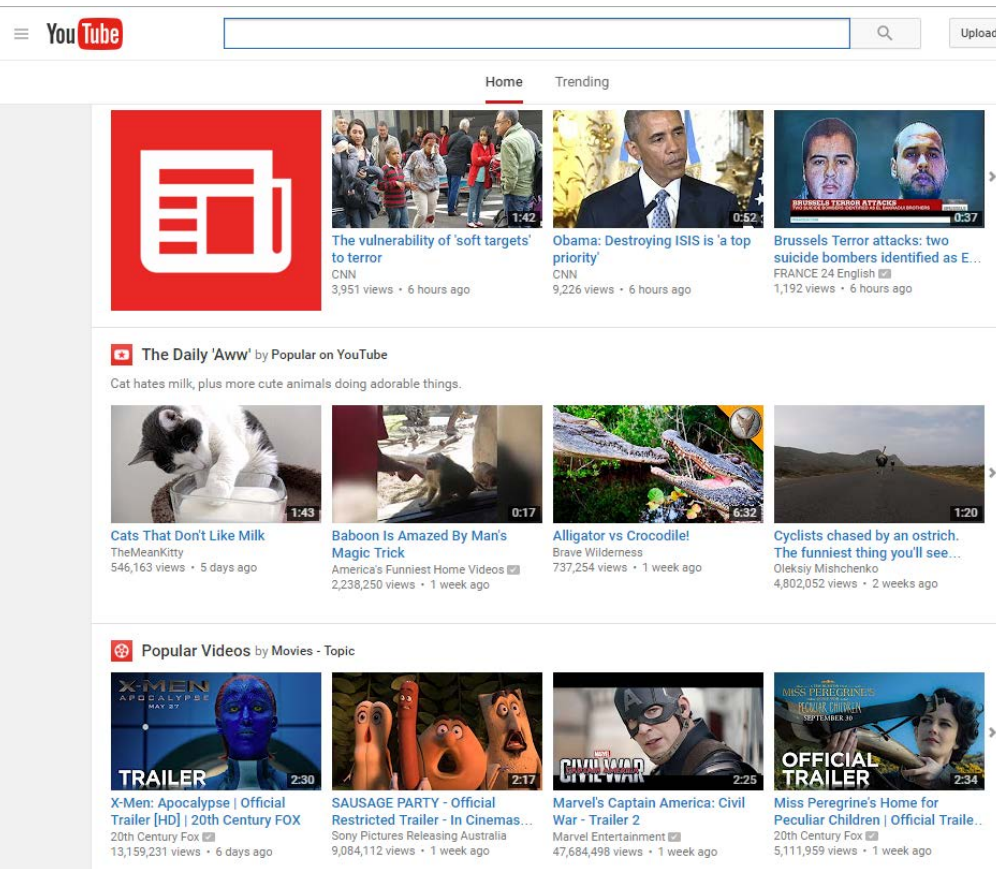 YouTube
Upload
Home
Trending
1:42
0:52
BRUSSELS TERROR ATTACKS
0:37
The vulnerability of 'soft targets'
to terror
CNN
3,951 views • 6 hours ago
Obama: Destroying ISIS is 'a top
priority'
CNN
9,226 views • 6 hours ago
Brussels Terror attacks: two
suicide bombers identified as E...
FRANCE 24 English
1,192 views • 6 hours ago
The Daily 'Aww' by Popular on YouTube
Cat hates milk, plus more cute animals doing adorable things.
1:43
0:17
6:32
1:20
Cats That Don't Like Milk
TheMeanKitty
546,163 views • 5 days ago
Baboon Is Amazed By Man's
Magic Trick
America's Funniest Home Videos
2,238,250 views • 1 week ago
Alligator vs Crocodile!
Brave Wilderness
737,254 views • 1 week ago
Cyclists chased by an ostrich.
The funniest thing you'll see...
Oleksiy Mishchenko
4,802,052 views • 2 weeks ago
Popular Videos by Movies - Topic
X-MEN
APOCALYPSE
MAY 27
TRAILER
2:30
2:17
MARVEL
CAPTAIN AMERICA
CIVIL WAR
2:25
MISS PEREGRINE'S
HOME FOR
PECULIAR CHILDREN
SEPTEMBER 30
OFFICIAL
TRAILER
2:34
X-Men: Apocalypse | Official
Trailer [HD] | 20th Century FOX
20th Century Fox
13,159,231 views • 6 days ago
SAUSAGE PARTY - Official
Restricted Trailer - In Cinemas...
Sony Pictures Releasing Australia
9,084,112 views • 1 week ago
Marvel's Captain America: Civil
War - Trailer 2
Marvel Entertainment
47,684,498 views • 1 week ago
Miss Peregrine's Home for
Peculiar Children | Official Traile..
20th Century Fox
5,111,959 views • 1 week ago